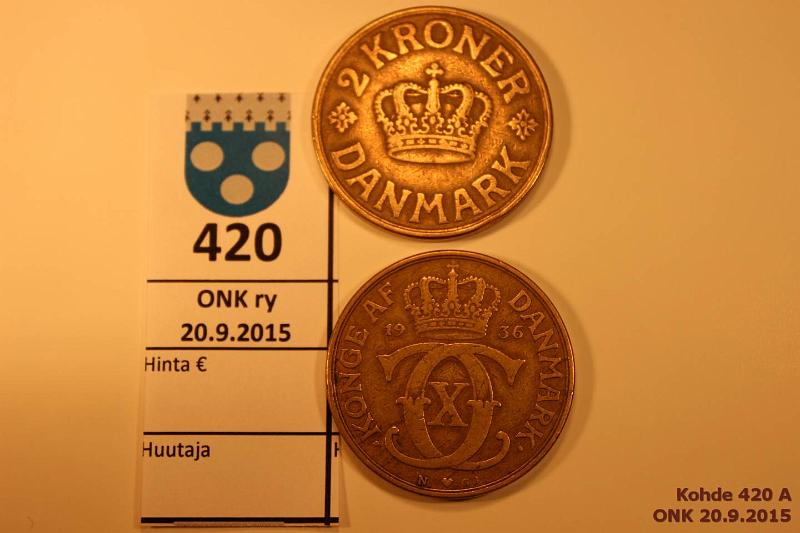 420
ONK ry
20.9.2015
Hinta €
Huutaja
2 KRONER
DANMARK
KONGE AF DANMARK
19 36
X
N ♥
Kohde 420 A
ONK 20.9.2015